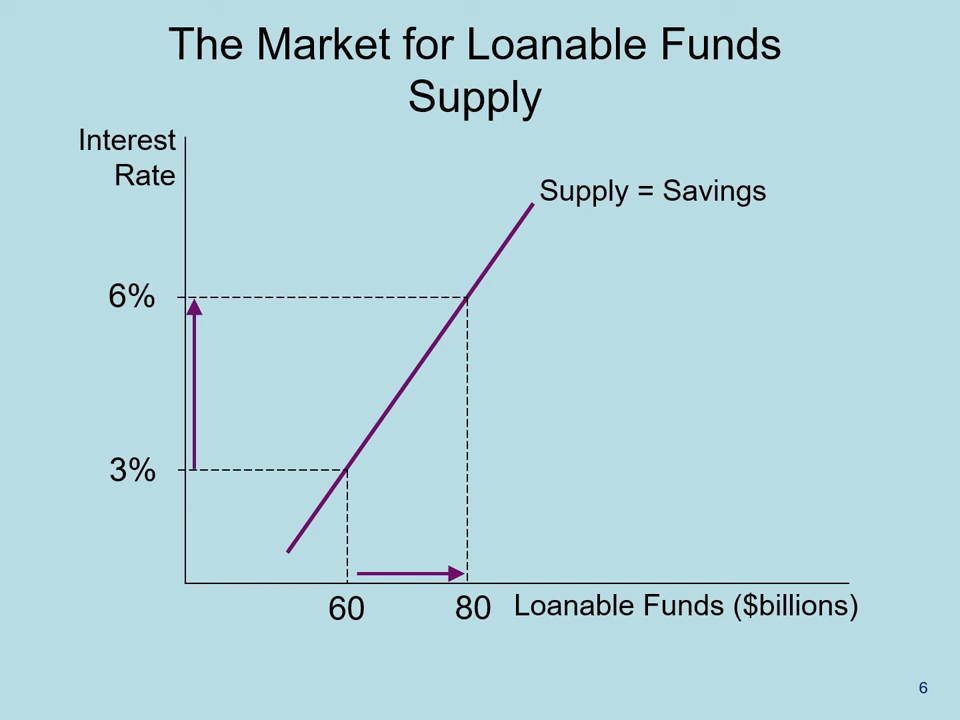 The Market for Loanable Funds
Supply
Interest
Rate
Supply = Savings
6%
3%
60
80
Loanable Funds ($billions)
6